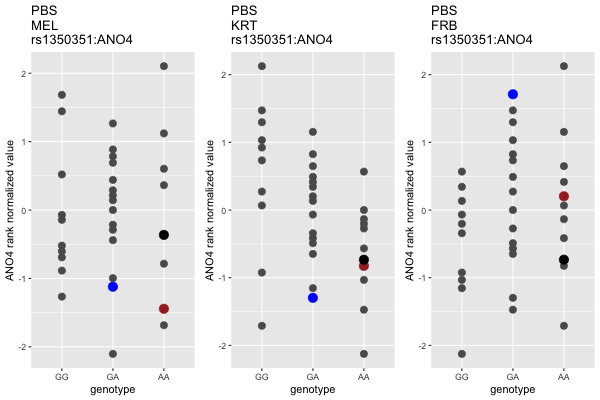 PBS
MEL
rs1350351:ANO4
ANO4 rank normalized value
2
1
0
-1
-2
GG GA AA
genotype
PBS
KRT
rs1350351:ANO4
ANO4 rank normalized value
2
1
0
-1
-2
GG GA AA
genotype
PBS
FRB
rs1350351:ANO4
ANO4 rank normalized value
2
1
0
-1
-2
GG GA AA
genotype